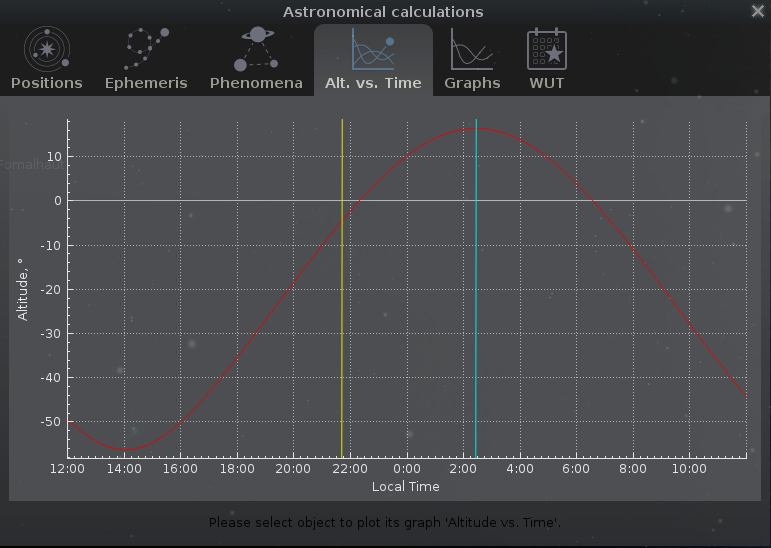 Astronomical calculations
Positions
Ephemeris
Phenomena
Alt. vs. Time
Graphs
WUT
Fomalhaut
10
0
-10
-20
-30
-40
-50
Altitude, °
12:00 14:00 16:00 18:00 20:00 22:00 0:00 2:00 4:00 6:00 8:00 10:00
Local Time
Please select object to plot its graph 'Altitude vs. Time'.